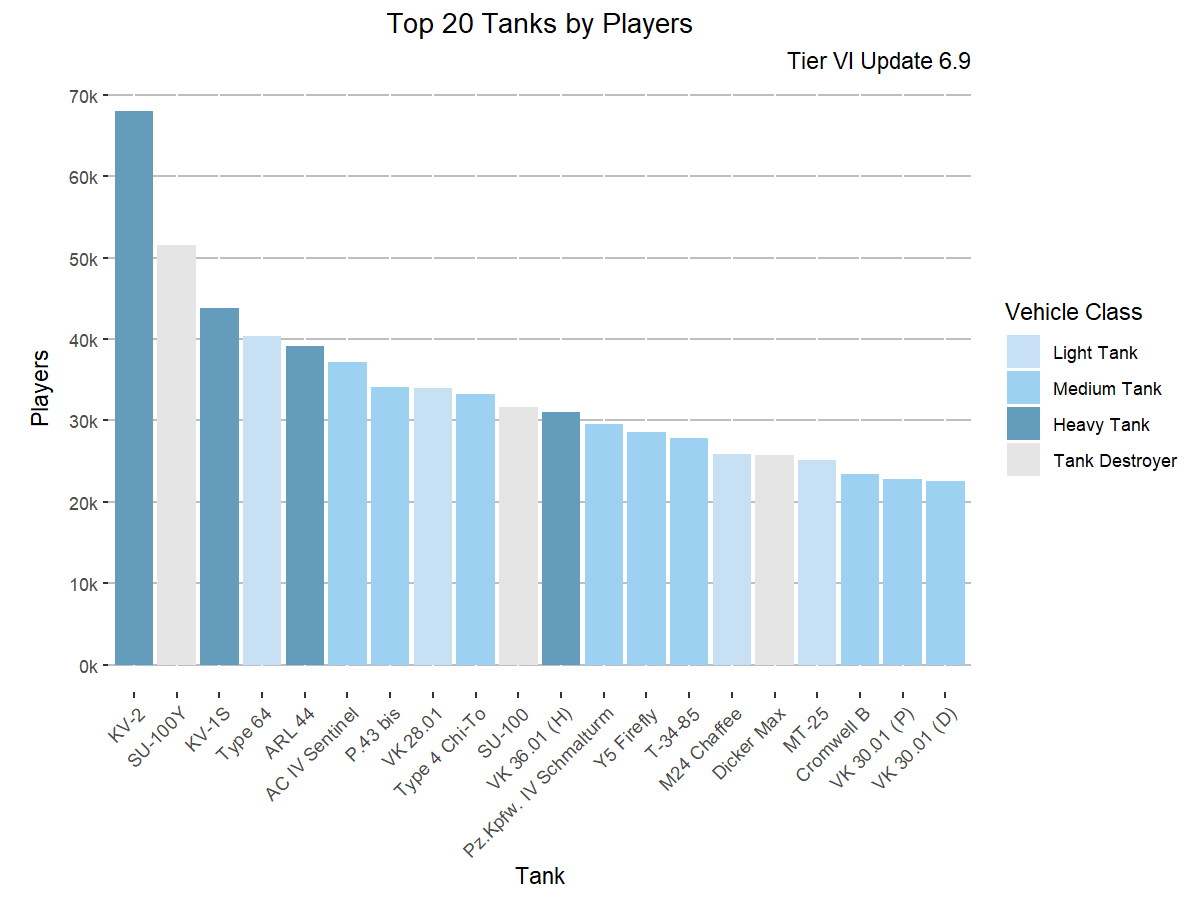 Top 20 Tanks by Players
Tier VI Update 6.9
70k
60k
50k
40k
30k
20k
10k
0k
Players
KV-2
SU-100Y
KV-1S
Type 64
ARL 44
AC IV Sentinel
P.43 bis
VK 28.01
Type 4 Chi-To
SU-100
VK 36.01 (H)
Pz.Kpfw. IV Schmalturm
Y5 Firefly
T-34-85
M24 Chaffee
Dicker Max
MT-25
Cromwell B
VK 30.01 (P)
VK 30.01 (D)
Tank
Vehicle Class
Light Tank
Medium Tank
Heavy Tank
Tank Destroyer